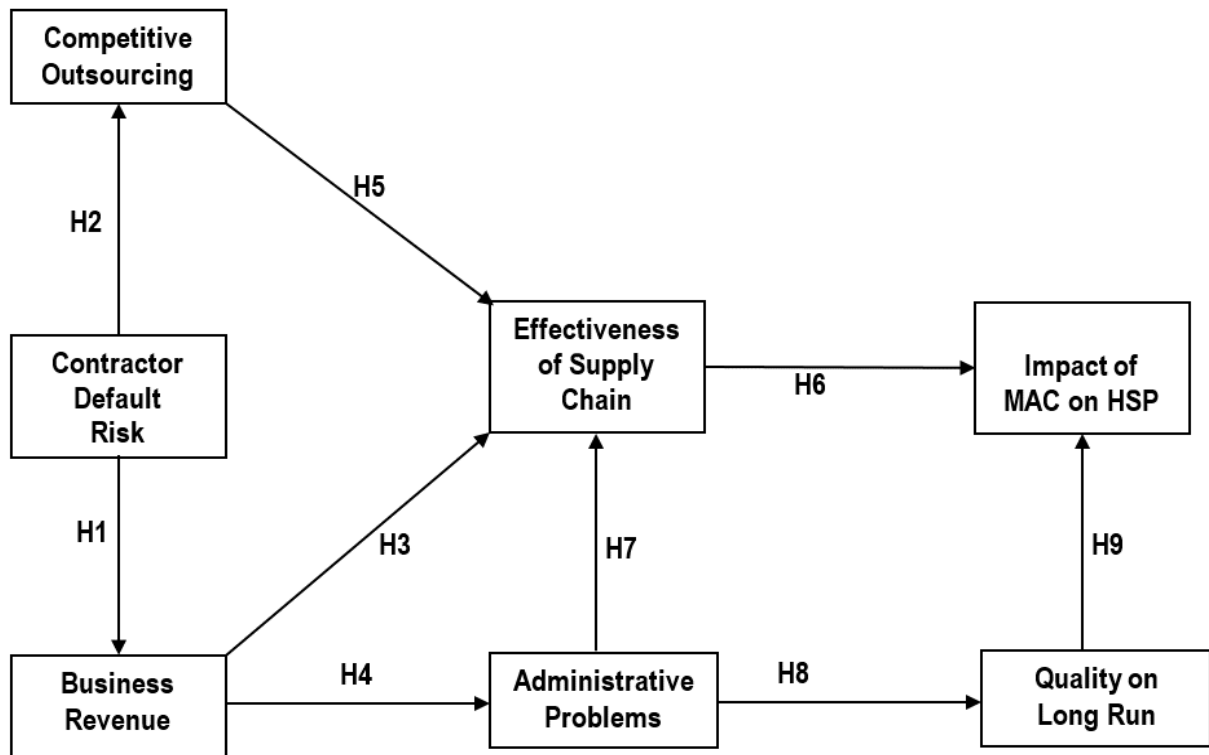 Competitive
Outsourcing
H5
H2
Effectiveness
of Supply
Chain
Impact of
MAC on HSP
H6
Contractor
Default
Risk
H1
H3
H7
H9
Business
Revenue
H4
Administrative
Problems
H8
Quality on
Long Run